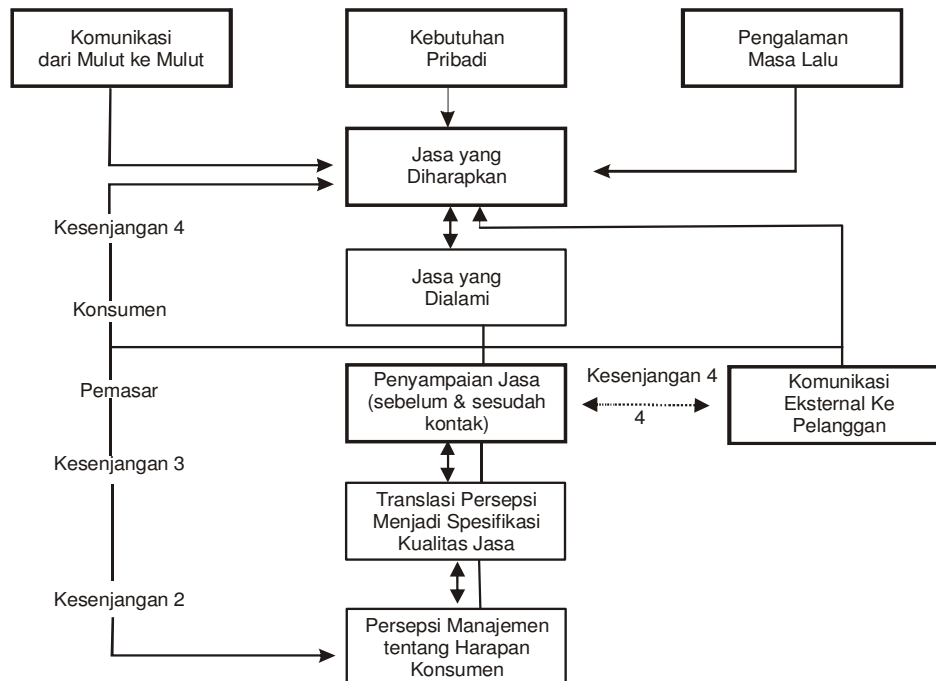 Komunikasi
dari Mulut ke Mulut
Kebutuhan
Pribadi
Pengalaman
Masa Lalu
Jasa yang
Diharapkan
Kesenjangan 4
Jasa yang
Dialami
Konsumen
Pemasar
Penyampaian Jasa
(sebelum & sesudah
kontak)
Kesenjangan 4
4
Komunikasi
Eksternal Ke
Pelanggan
Kesenjangan 3
Translasi Persepsi
Menjadi Spesifikasi
Kualitas Jasa
Kesenjangan 2
Persepsi Manajemen
tentang Harapan
Konsumen